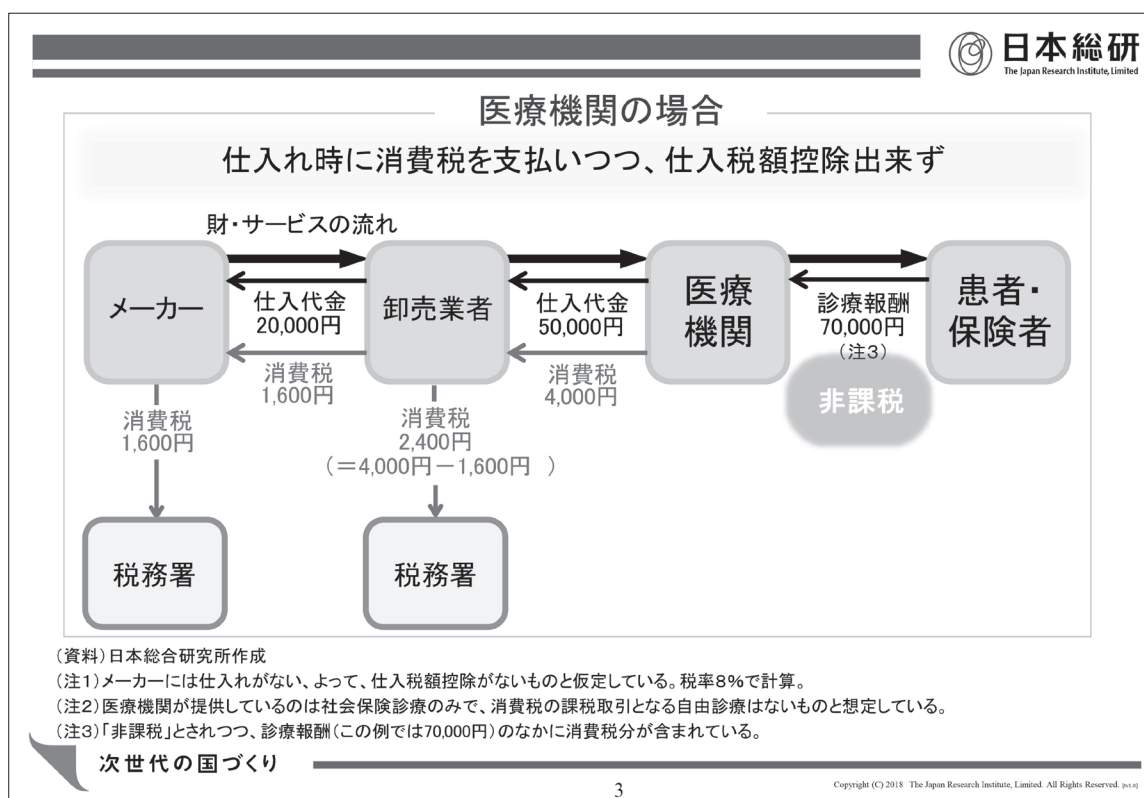 日本総研
The Japan Research Institute, Limited
医療機関の場合
仕入れ時に消費税を支払いつつ、仕入税額控除出来ず
財・サービスの流れ
メーカー
仕入代金
20,000円
消費税
1,600円
卸売業者
仕入代金
50,000円
消費税
4,000円
医療
機関
診療報酬
70,000円
（注３）
非課税
患者・
保険者
消費税
1,600円
消費税
2,400円
（＝4,000円－1,600円 ）
税務署
税務署
（資料）日本総合研究所作成
（注１）メーカーには仕入れがない、よって、仕入税額控除がないものと仮定している。税率８％で計算。
（注２）医療機関が提供しているのは社会保険診療のみで、消費税の課税取引となる自由診療はないものと想定している。
（注３）「非課税」とされつつ、診療報酬（この例では70,000円）のなかに消費税分が含まれている。
次世代の国づくり
3
Copyright (C) 2018 The Japan Research Institute, Limited. All Rights Reserved.